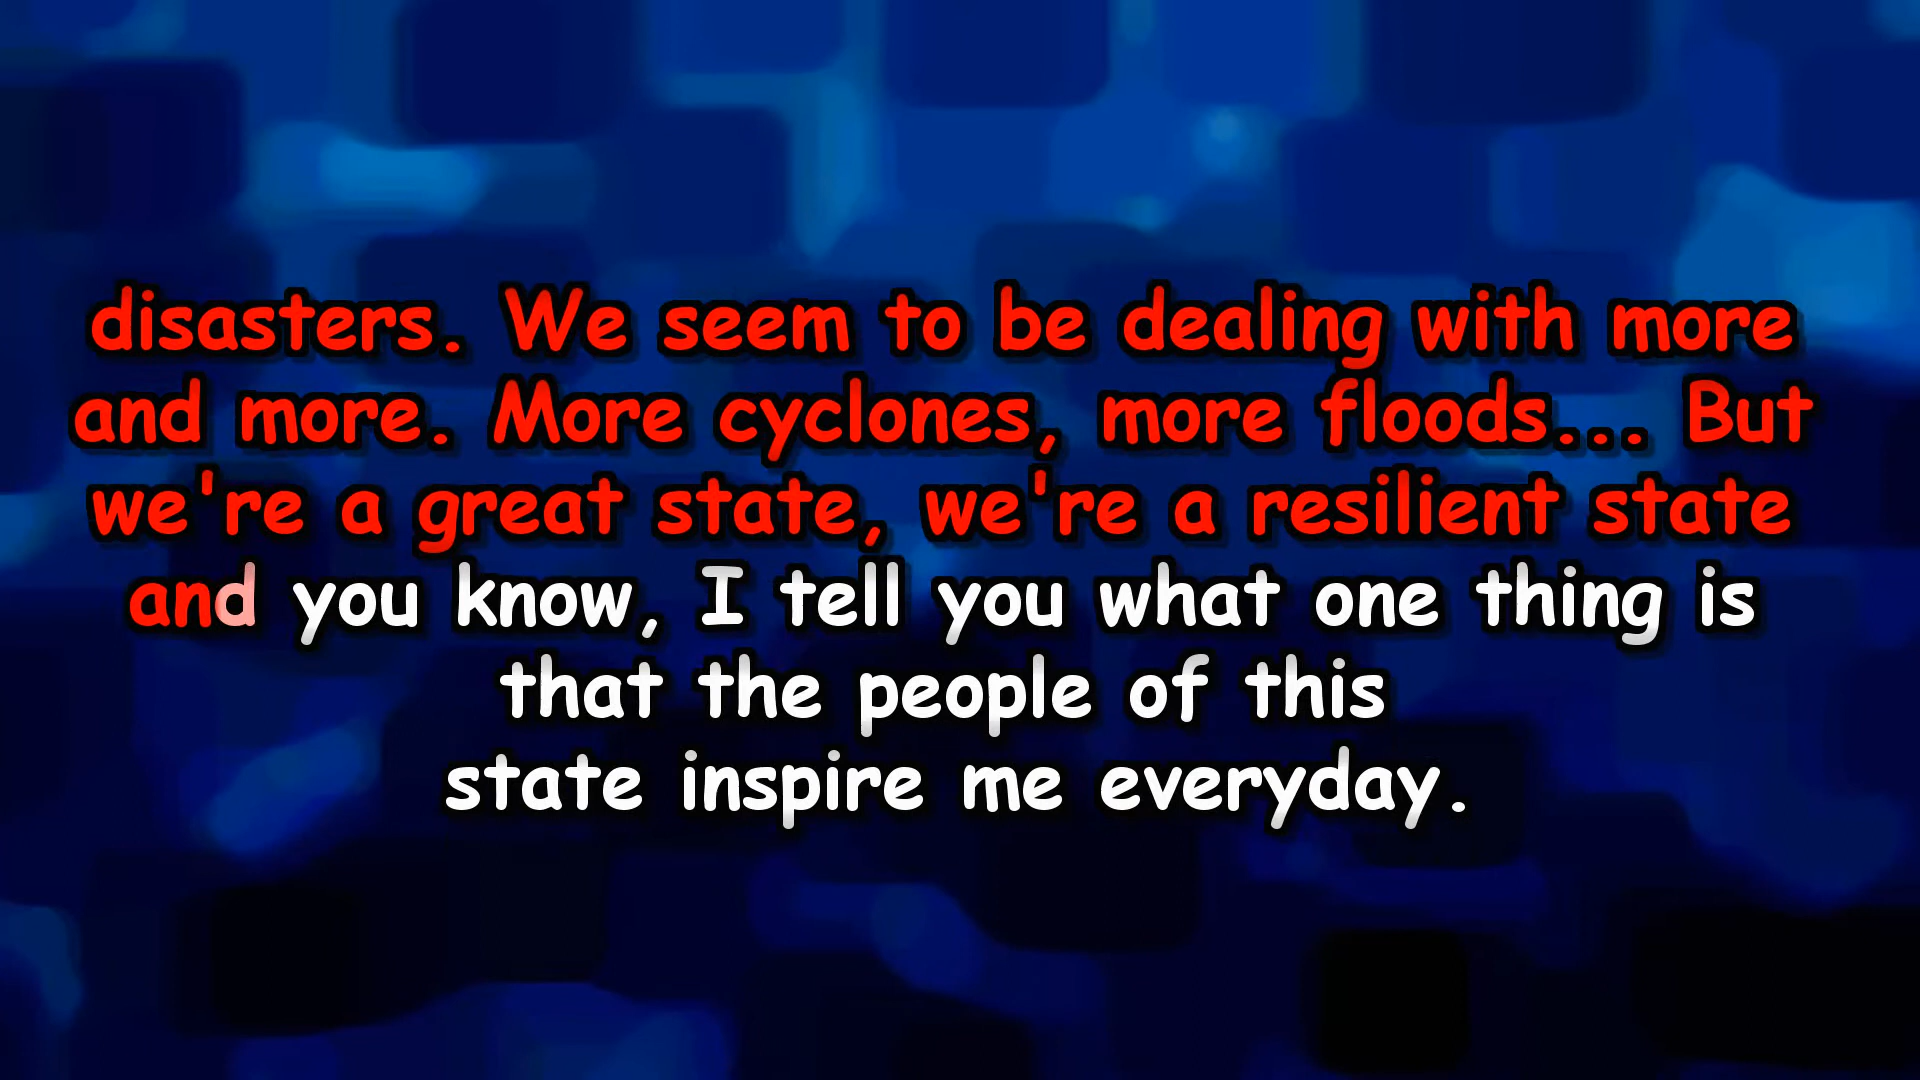 disasters. We seem to be dealing with more
and more. More cyclones, more floods... But
we're a great state, we're a resilient state
and you know, I tell you what one thing is
that the people of this
state inspire me everyday.